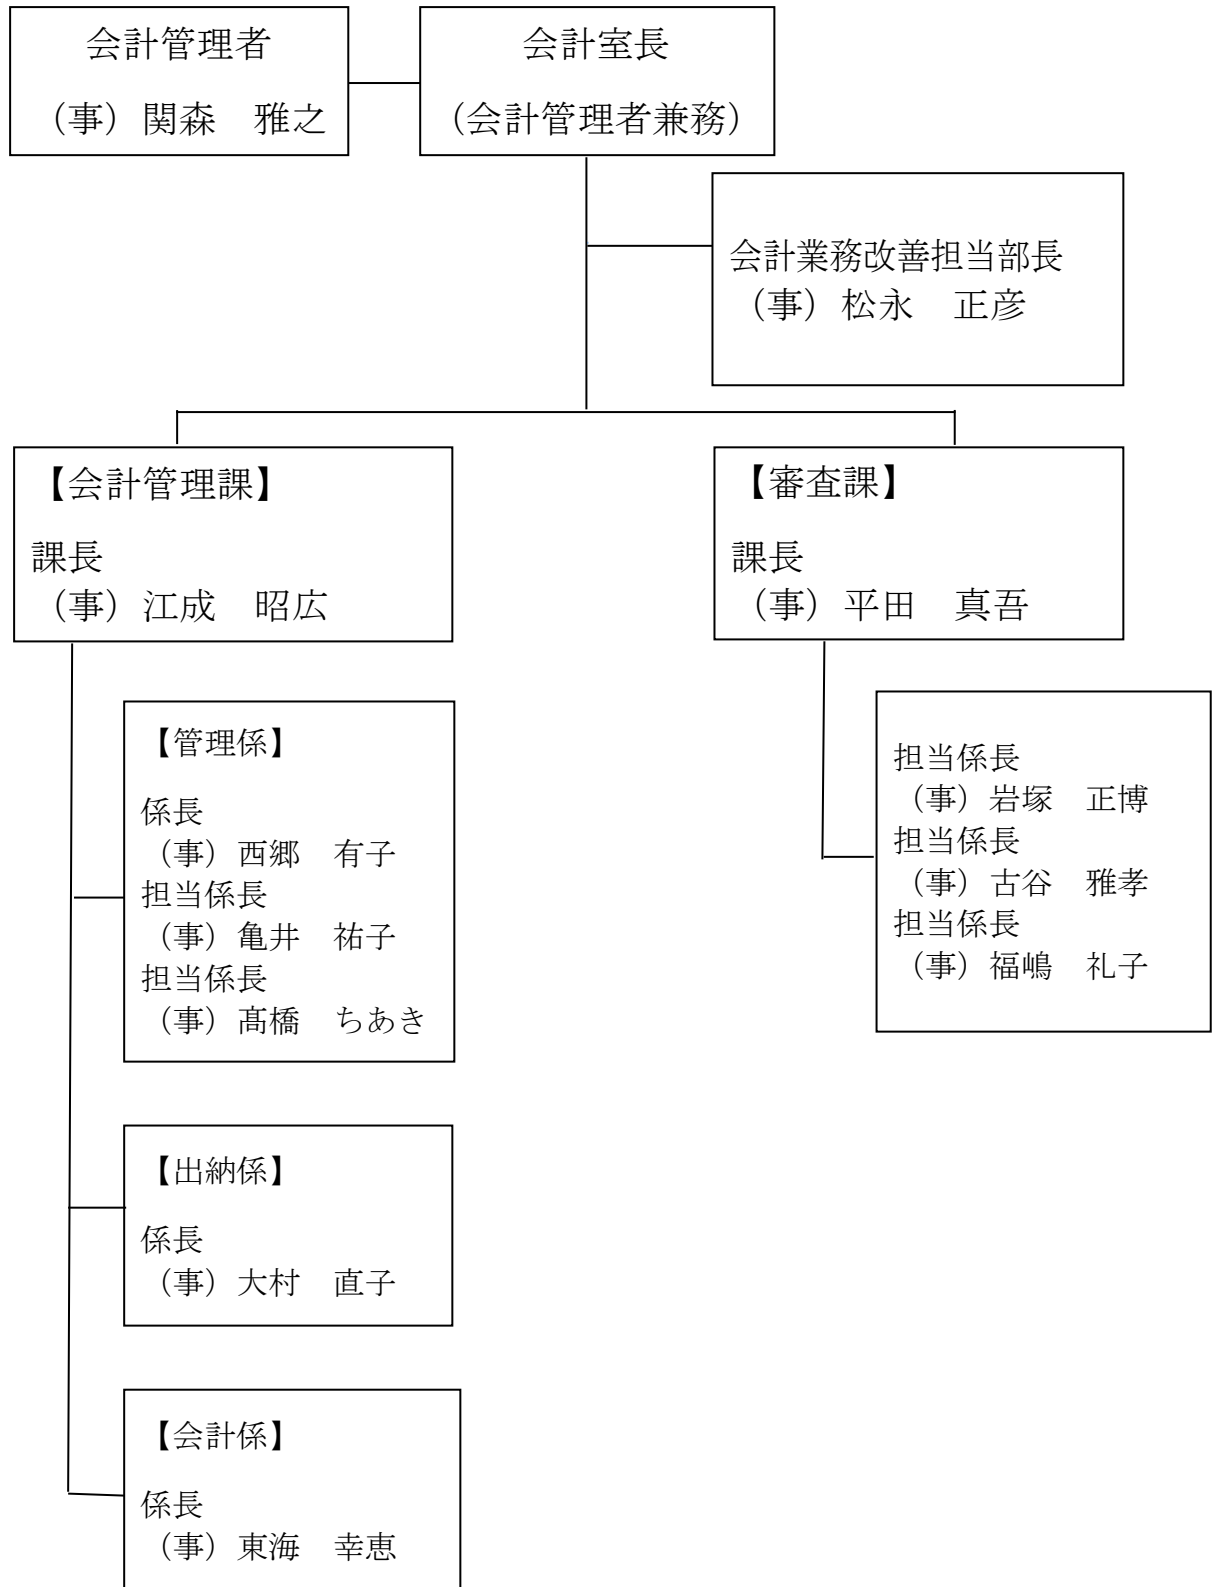 会計管理者
（事）関森　雅之
会計室長
（会計管理者兼務）
会計業務改善担当部長
（事）松永　正彦
【会計管理課】
課長
（事）江成　昭広
【審査課】
課長
（事）平田　真吾
【管理係】
係長
（事）西郷　有子
担当係長
（事）亀井　祐子
担当係長
（事）髙橋　ちあき
担当係長
（事）岩塚　正博
担当係長
（事）古谷　雅孝
担当係長
（事）福嶋　礼子
【出納係】
係長
（事）大村　直子
【会計係】
係長
（事）東海　幸恵